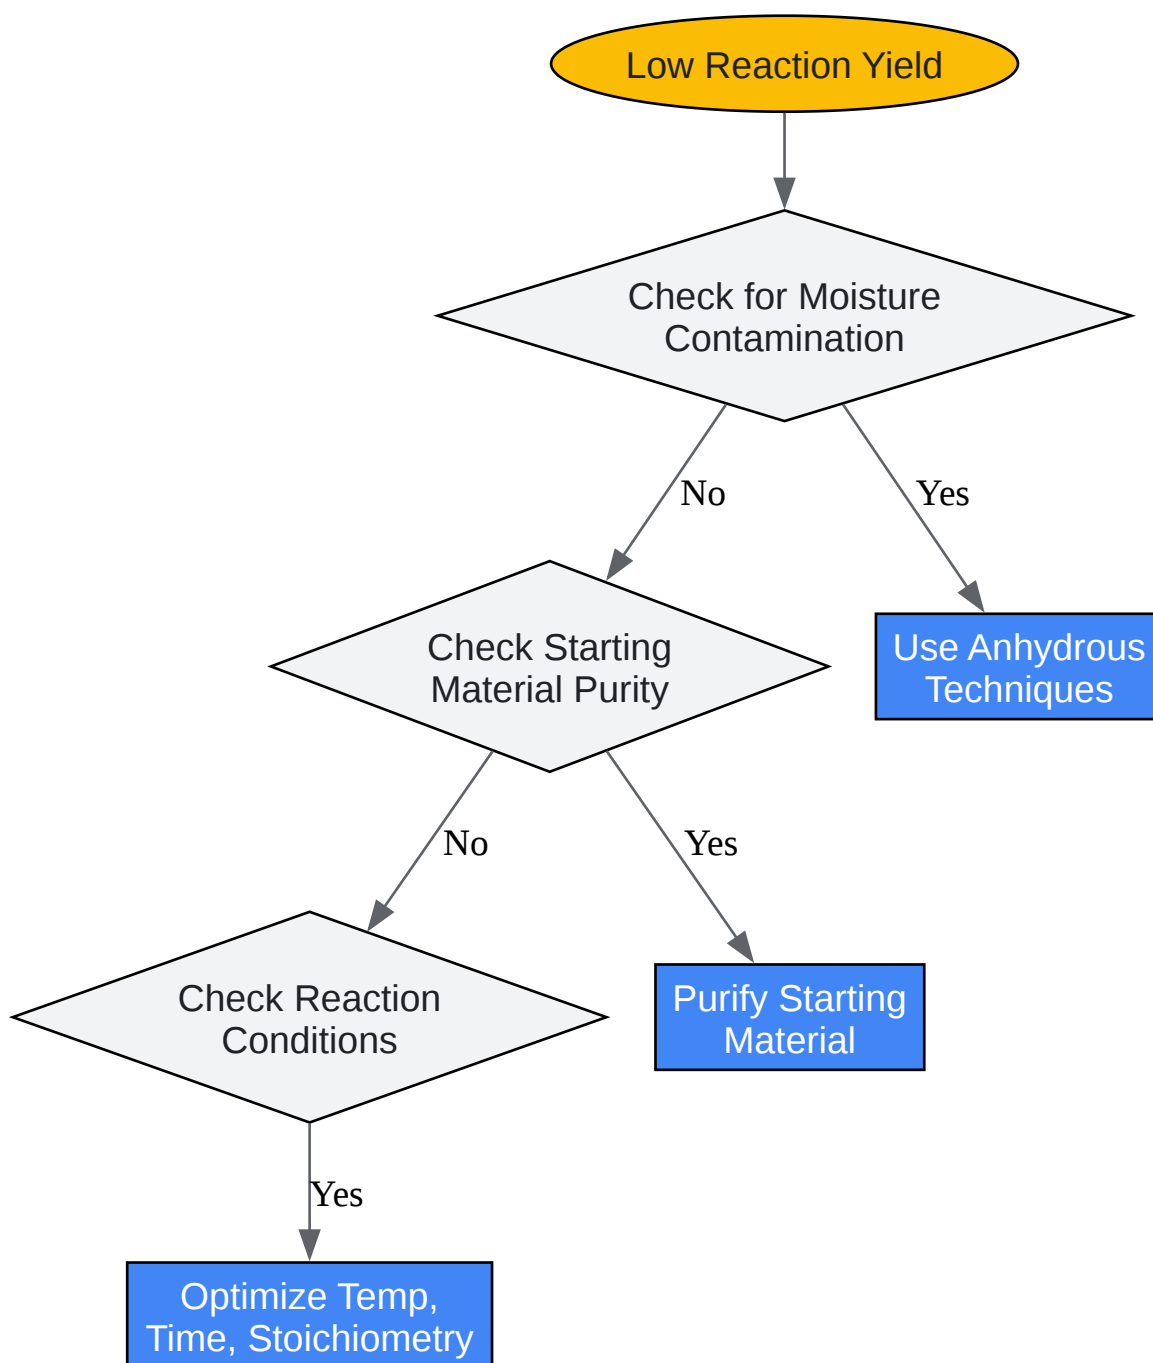 Low Reaction Yield
Check for Moisture
Contamination
No
Yes
Check Starting
Material Purity
Use Anhydrous
Techniques
No
Yes
Check Reaction
Conditions
Purify Starting
Material
Yes
Optimize Temp,
Time, Stoichiometry